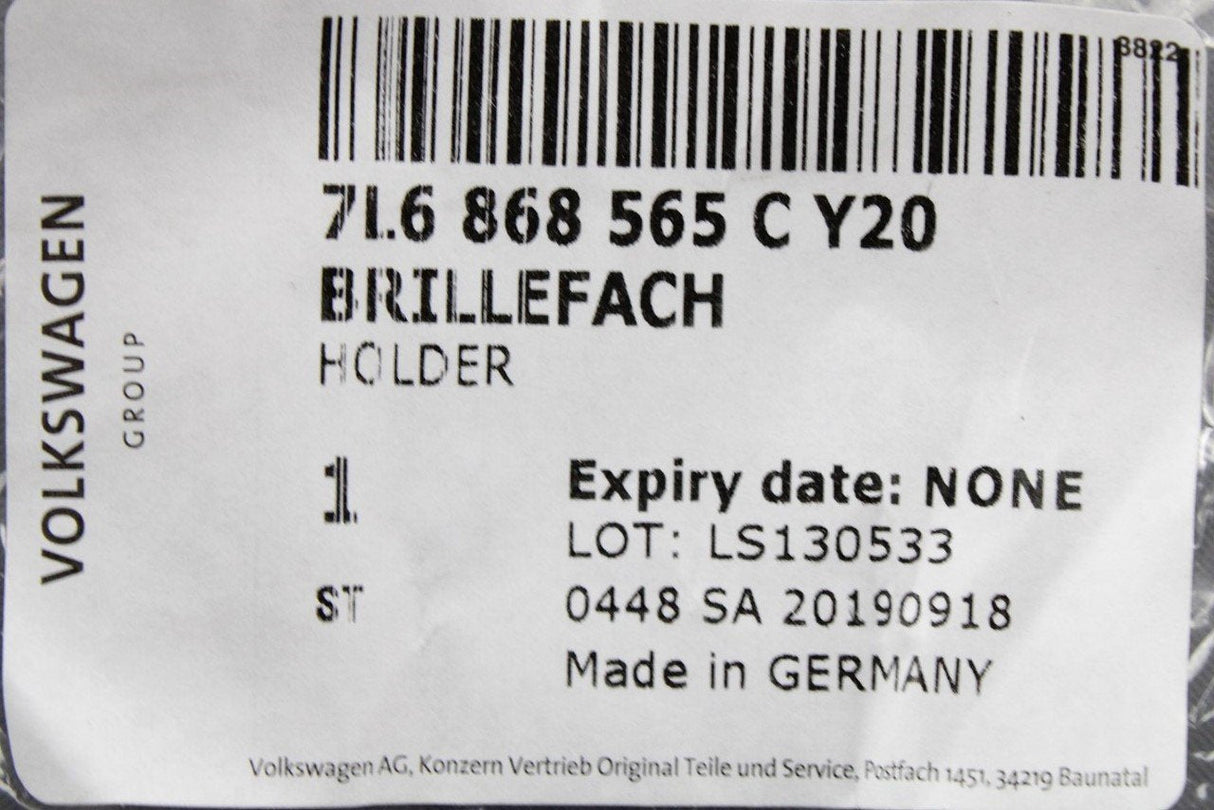 3822
7L6 868 565 C Y20
BRILLEFACH
HOLDER
1
Expiry date: NONE
LOT: LS130533
ST
0448 SA 20190918
Made in GERMANY
VOLKSWAGEN
GROUP
Volkswagen AG, Konzern Vertrieb Original Teile und Service, Postfach 1451, 34219 Baunatal